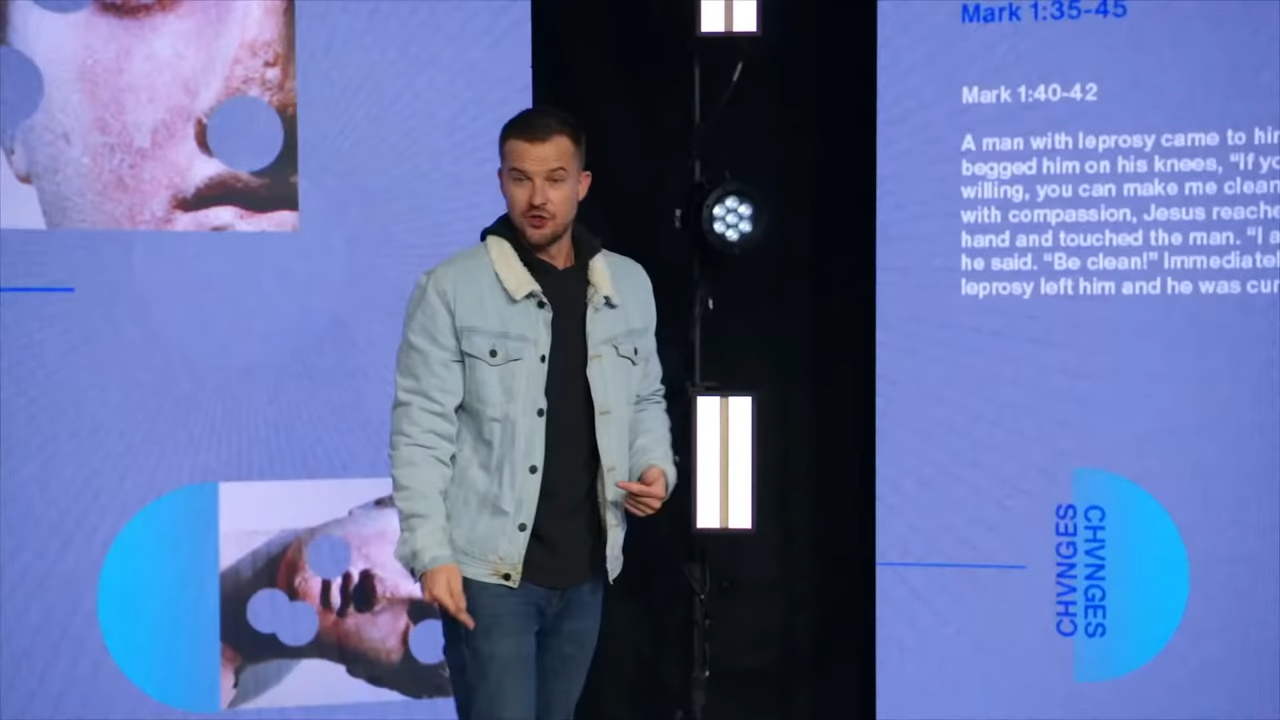 Mark 1:35-45
Mark 1:40-42
A man with leprosy came to
begged him on his knees, “If
willing, you can make me
with compassion, Jesus
hand and touched the man. “I
he said. “Be clean!”
leprosy left him and he was
CHVNGES
CHVNGES